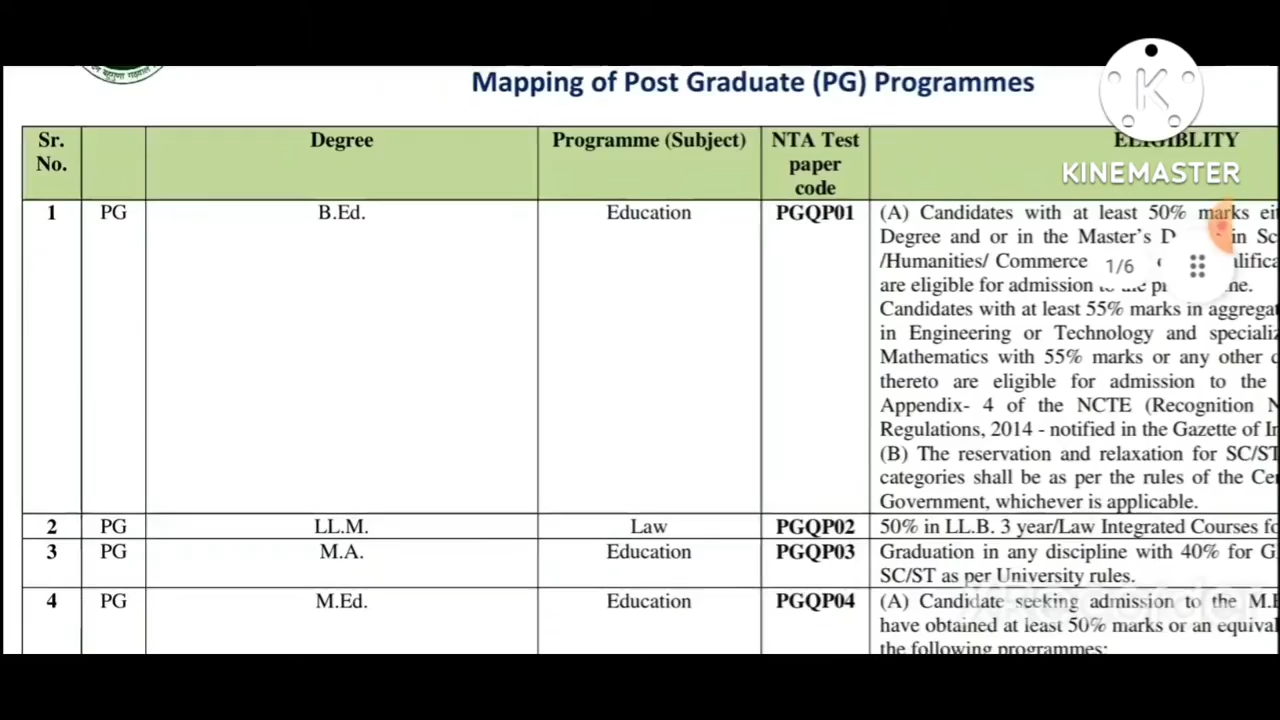 बहुगुणा गढ़वाल
Mapping of Post Graduate (PG) Programmes
KINEMASTER
Sr. No. Degree Programme (Subject) NTA Test paper code ELIGIBLITY
1 PG B.Ed. Education PGQP01 (A) Candidates with at least 50% marks
Degree and or in the Master's in
/Humanities/ Commerce
1/6
are eligible for admission
Candidates with at least 55% marks in
in Engineering or Technology and
Mathematics with 55% marks or any other
thereto are eligible for admission to the
Appendix- 4 of the NCTE (Recognition
Regulations, 2014 - notified in the Gazette of
(B) The reservation and relaxation for SC/ST
categories shall be as per the rules of the
Government, whichever is applicable.
2 PG LL.M. Law PGQP02 50% in LL.B. 3 year/Law Integrated Courses
3 PG M.A. Education PGQP03 Graduation in any discipline with 40% for
SC/ST as per University rules.
4 PG M.Ed. Education PGQP04 (A) Candidate seeking admission to the
have obtained at least 50% marks or an
the following programmes: